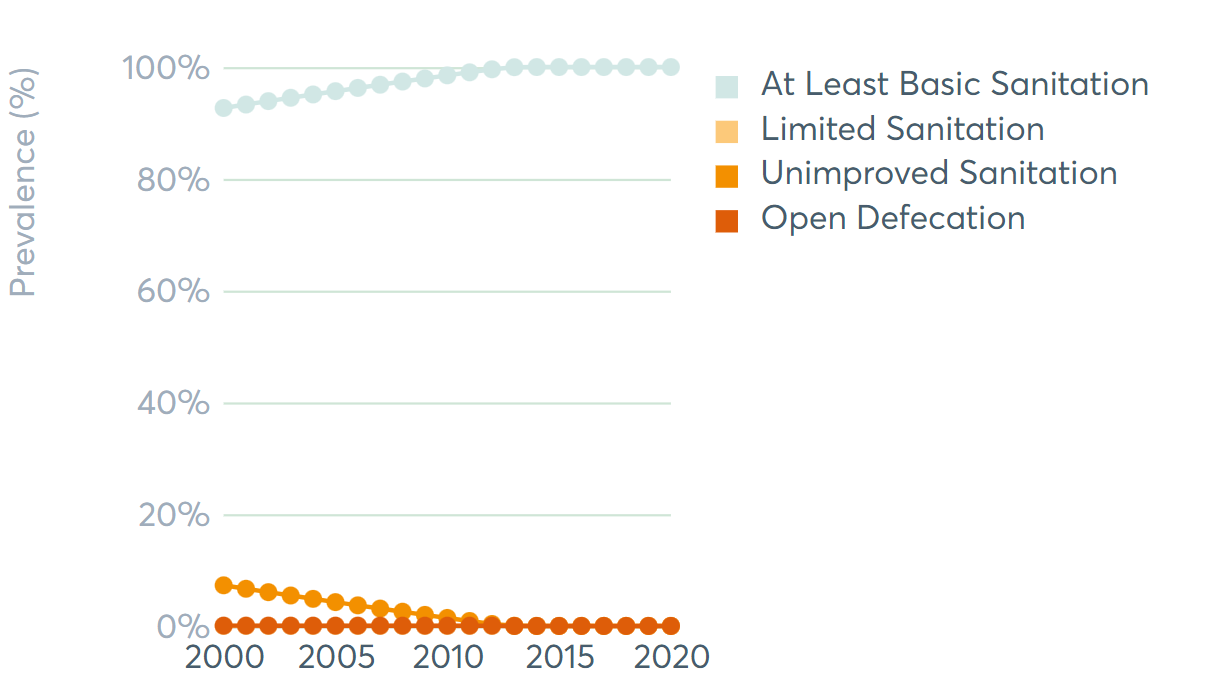 Prevalence (%)
100%
80%
60%
40%
20%
0%
2000 2005 2010 2015 2020
At Least Basic Sanitation
Limited Sanitation
Unimproved Sanitation
Open Defecation